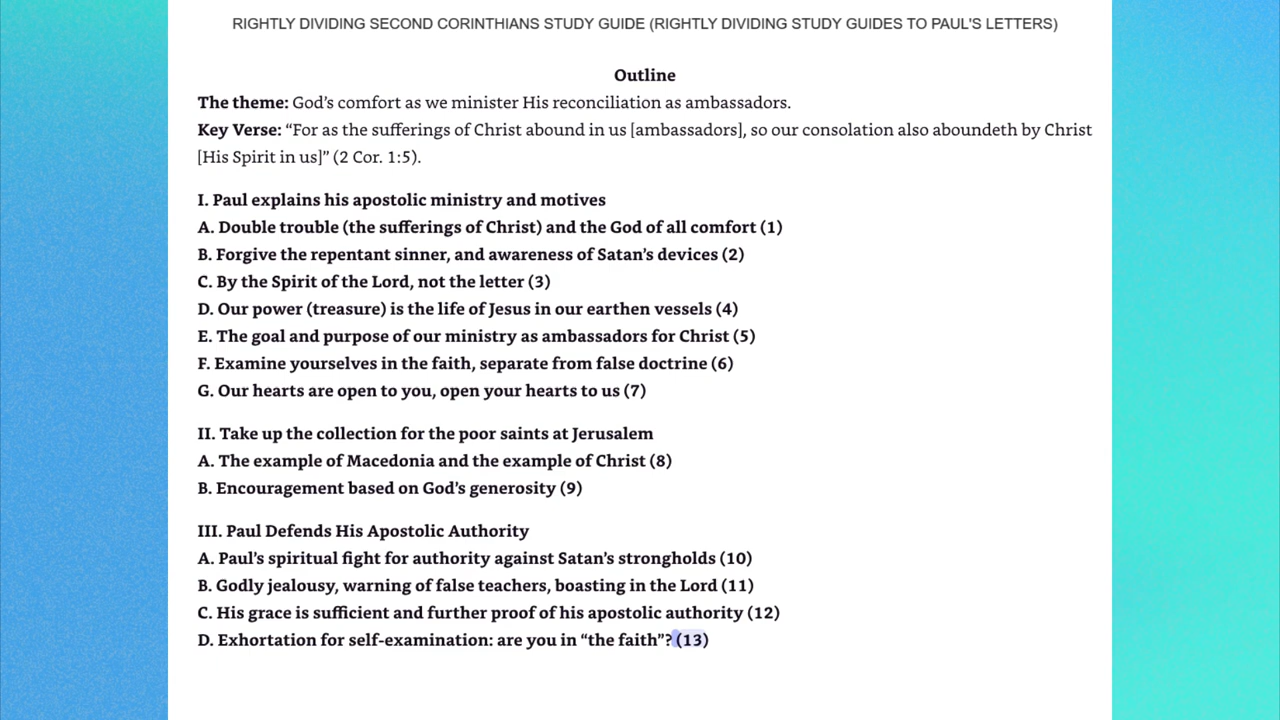 RIGHTLY DIVIDING SECOND CORINTHIANS STUDY GUIDE (RIGHTLY DIVIDING STUDY GUIDES TO PAUL'S LETTERS)
Outline
The theme: God’s comfort as we minister His reconciliation as ambassadors.
Key Verse: “For as the sufferings of Christ abound in us [ambassadors], so our consolation also aboundeth by Christ
[His Spirit in us]” (2 Cor. 1:5).
I. Paul explains his apostolic ministry and motives
A. Double trouble (the sufferings of Christ) and the God of all comfort (1)
B. Forgive the repentant sinner, and awareness of Satan’s devices (2)
C. By the Spirit of the Lord, not the letter (3)
D. Our power (treasure) is the life of Jesus in our earthen vessels (4)
E. The goal and purpose of our ministry as ambassadors for Christ (5)
F. Examine yourselves in the faith, separate from false doctrine (6)
G. Our hearts are open to you, open your hearts to us (7)
II. Take up the collection for the poor saints at Jerusalem
A. The example of Macedonia and the example of Christ (8)
B. Encouragement based on God’s generosity (9)
III. Paul Defends His Apostolic Authority
A. Paul’s spiritual fight for authority against Satan’s strongholds (10)
B. Godly jealousy, warning of false teachers, boasting in the Lord (11)
C. His grace is sufficient and further proof of his apostolic authority (12)
D. Exhortation for self-examination: are you in “the faith”? (13)